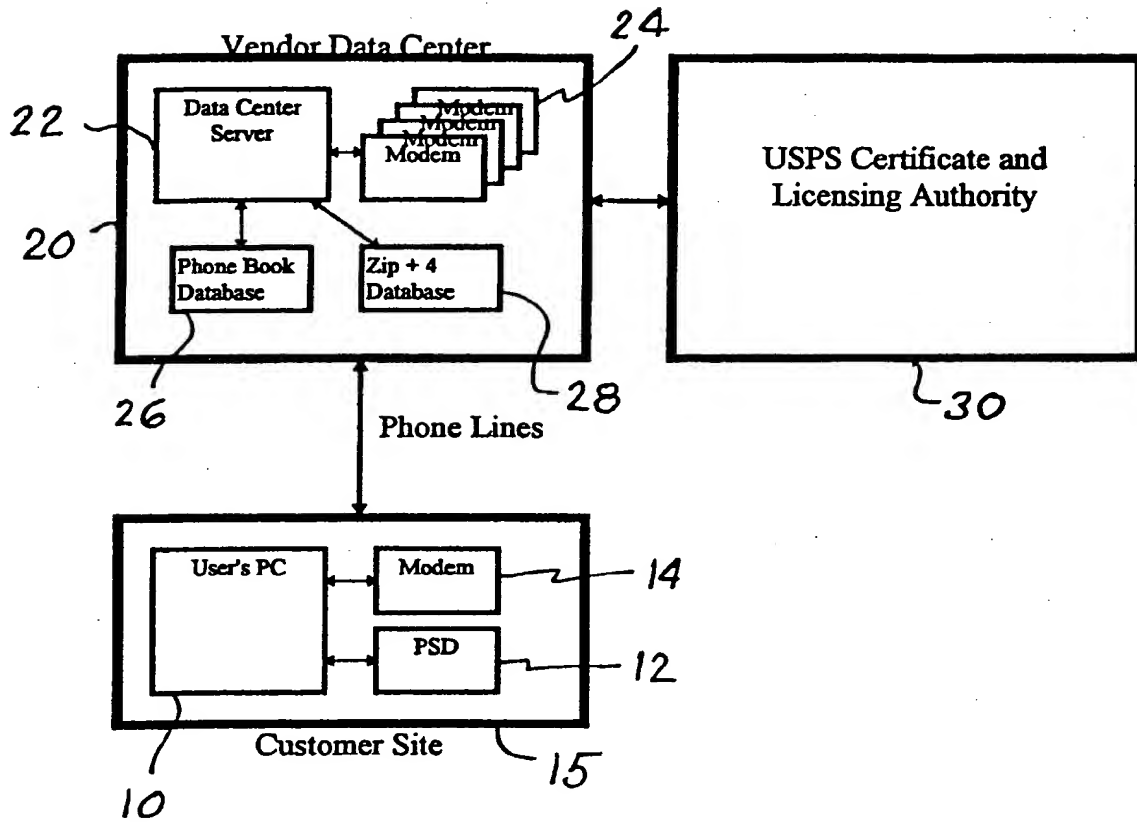 Vendor Data Center
24
22
Data Center
Server
Modem
Modem
Modem
Modem
USPS Certificate and
Licensing Authority
20
Phone Book
Database
Zip + 4
Database
26
28
30
Phone Lines
User's PC
Modem
14
PSD
12
Customer Site
15
10